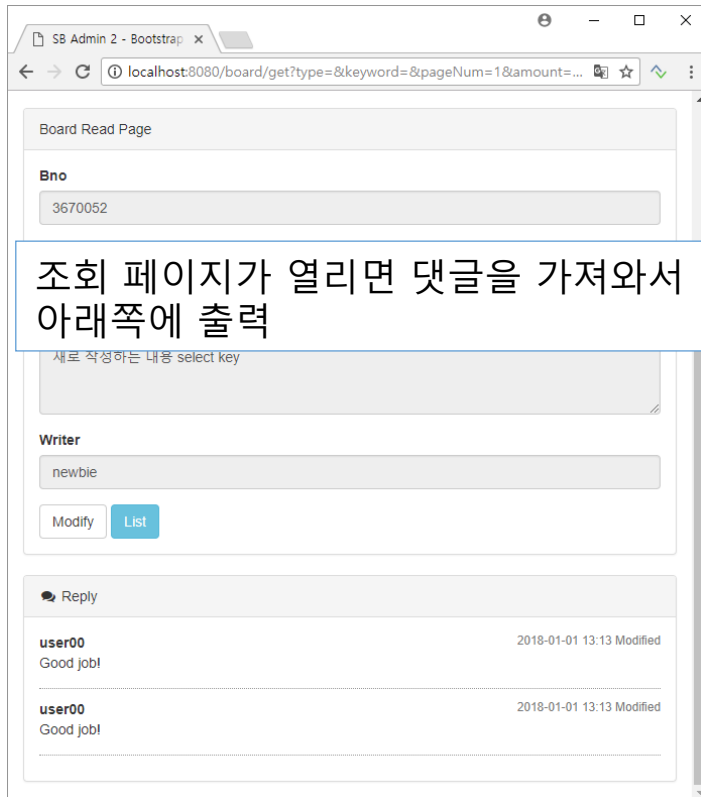 SB Admin 2 - Bootstrap
localhost:8080/board/get?type=&keyword=&pageNum=1&amount=...
Board Read Page
Bno
3670052
조회 페이지가 열리면 댓글을 가져와서
아래쪽에 출력
새로 작성하는 내용 select key
Writer
newbie
Modify List
Reply
user00 2018-01-01 13:13 Modified
Good job!
user00 2018-01-01 13:13 Modified
Good job!